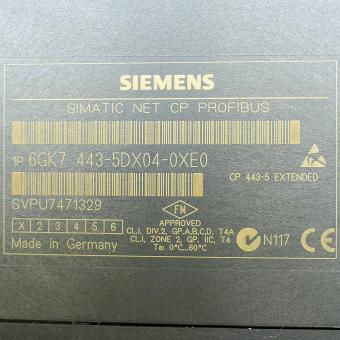 SIEMENS
SIMATIC NET CP PROFIBUS
1P 6GK7 443-5DX04-0XE0
CP 443-5 EXTENDED
SVPU7471329
FM
APPROVED
X 2 3 4 5 6
CL.I, DIV.2, GP.A,B,C,D, T4A
CL.I, ZONE 2, GP. IIC, T4
Ta: 0°C...60°C
Made in Germany
N117
CE